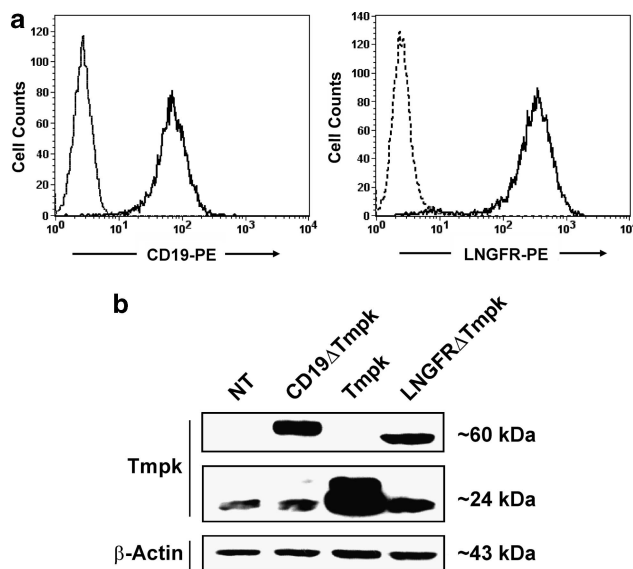 a
120
100
80
60
40
20
0
Cell Counts
10⁰ 10¹ 10² 10³ 10⁴
CD19-PE
140
120
100
80
60
40
20
0
Cell Counts
10⁰ 10¹ 10² 10³ 10⁴
LNGFR-PE
b
NT
CD19ΔTmpk
Tmpk
LNGFRΔTmpk
Tmpk
~60 kDa
~24 kDa
β-Actin
~43 kDa